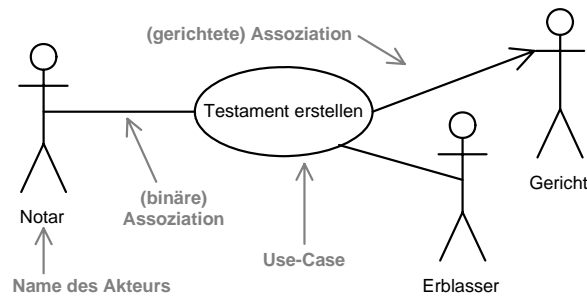 (gerichtete) Assoziation
Testament erstellen
(binäre)
Assoziation
Notar
Gericht
Use-Case
Erblasser
Name des Akteurs